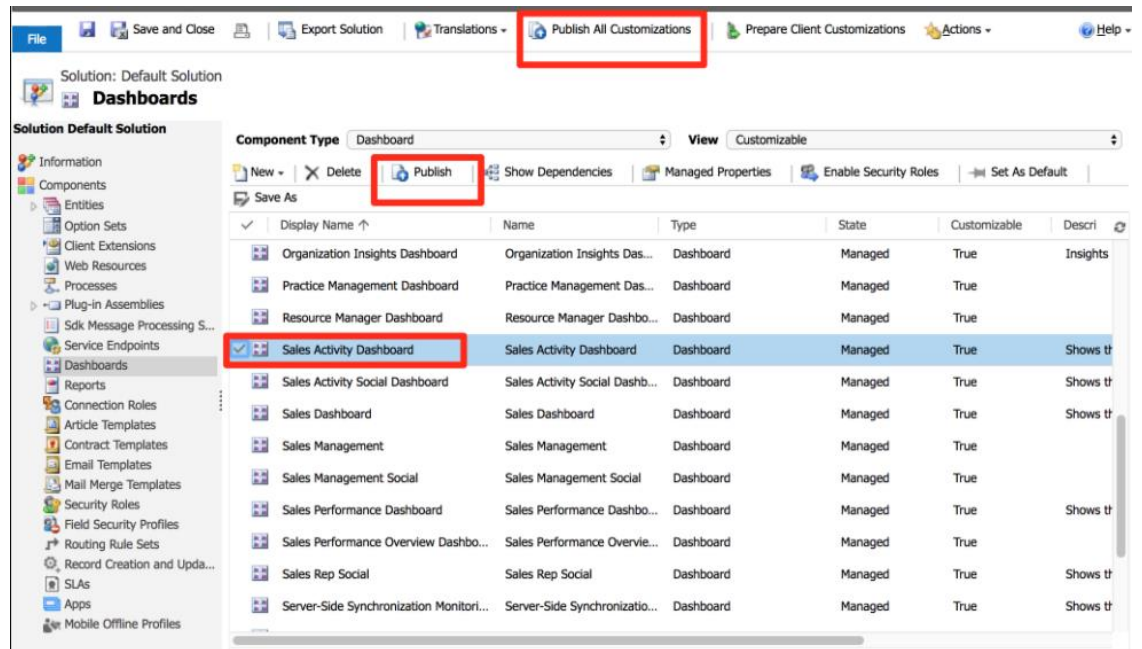 File Save and Close Export Solution Translations Publish All Customizations Prepare Client Customizations Actions Help
Solution: Default Solution
Dashboards
Solution Default Solution
Information
Components
Entities
Option Sets
Client Extensions
Web Resources
Processes
Plug-in Assemblies
Sdk Message Processing S...
Service Endpoints
Dashboards
Reports
Connection Roles
Article Templates
Contract Templates
Email Templates
Mail Merge Templates
Security Roles
Field Security Profiles
Routing Rule Sets
Record Creation and Upda...
SLAs
Apps
Mobile Offline Profiles
Component Type Dashboard View Customizable
New Delete Publish Show Dependencies Managed Properties Enable Security Roles Set As Default
Save As
Display Name ↑ Name Type State Customizable Descri
Organization Insights Dashboard Organization Insights Das... Dashboard Managed True Insights
Practice Management Dashboard Practice Management Das... Dashboard Managed True
Resource Manager Dashboard Resource Manager Dashbo... Dashboard Managed True
Sales Activity Dashboard Sales Activity Dashboard Dashboard Managed True Shows th
Sales Activity Social Dashboard Sales Activity Social Dashb... Dashboard Managed True Shows th
Sales Dashboard Sales Dashboard Dashboard Managed True Shows th
Sales Management Sales Management Dashboard Managed True
Sales Management Social Sales Management Social Dashboard Managed True
Sales Performance Dashboard Sales Performance Dashbo... Dashboard Managed True Shows th
Sales Performance Overview Dashbo... Sales Performance Overvie... Dashboard Managed True
Sales Rep Social Sales Rep Social Dashboard Managed True Shows th
Server-Side Synchronization Monitori... Server-Side Synchronizatio... Dashboard Managed True Shows th